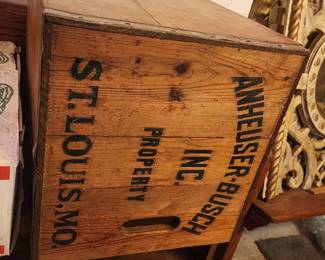 ANHEUSER-BUSCH
INC.
PROPERTY
ST. LOUIS, MO.